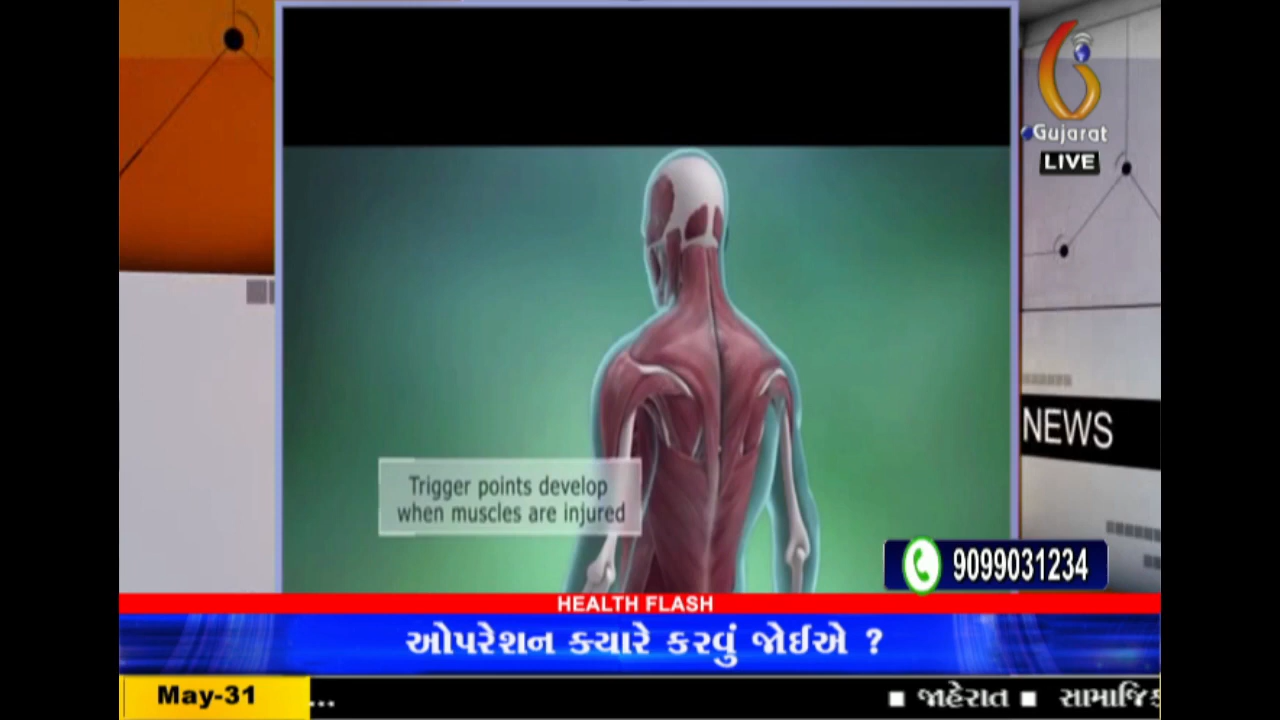 Gujarat
LIVE
NEWS
Trigger points develop
when muscles are injured
9099031234
HEALTH FLASH
ઓપરેશન ક્યારે કરવું જોઈએ ?
May-31
...
■ જાહેરાત ■